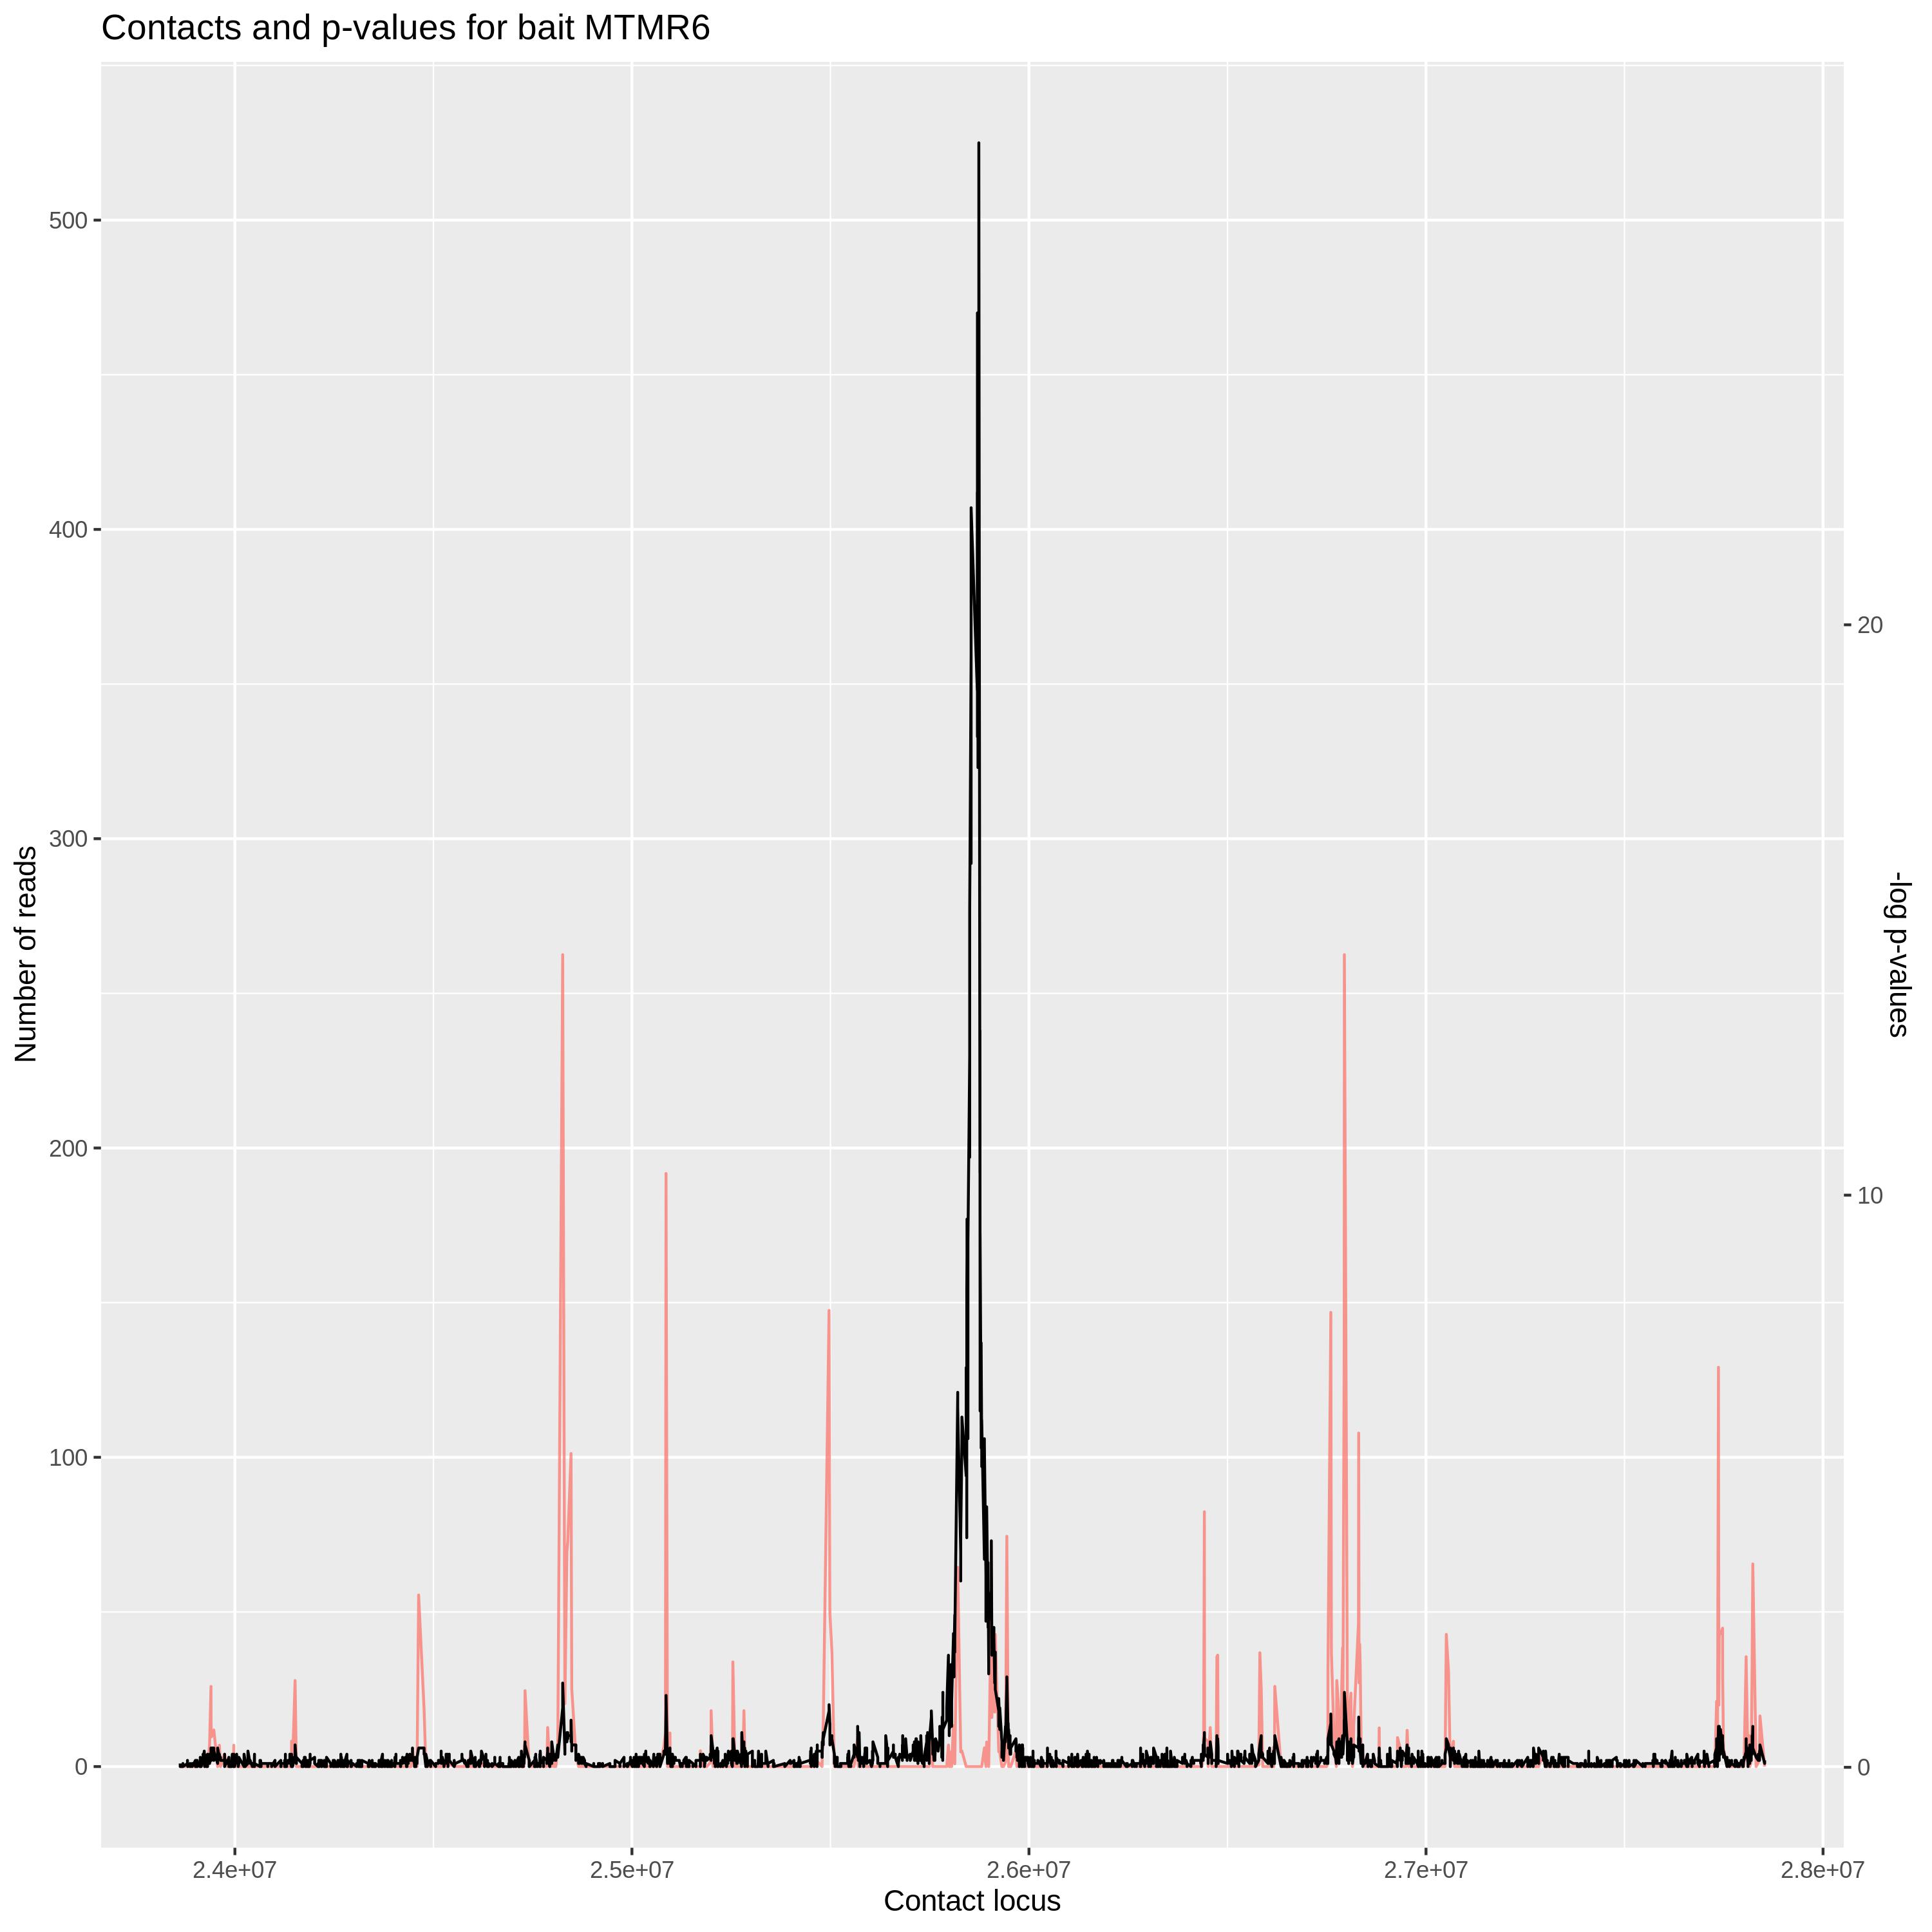 Contacts and p-values for bait MTMR6
500
400
300
200
100
0
Number of reads
20
10
0
-log p-values
2.4e+07
2.5e+07
2.6e+07
2.7e+07
2.8e+07
Contact locus